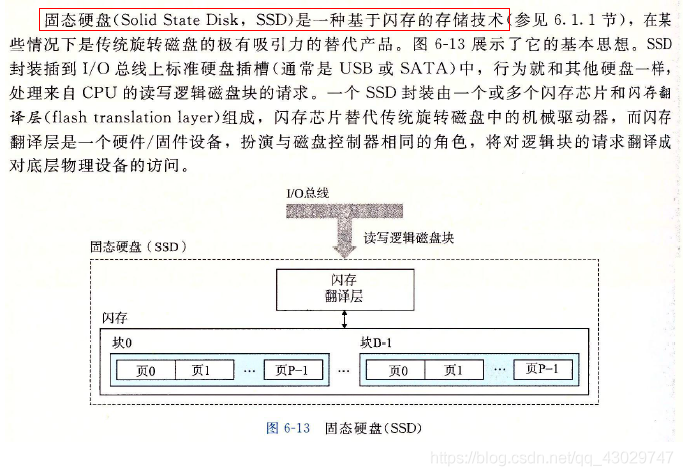 固态硬盘(Solid State Disk，SSD)是一种基于闪存的存储技术(参见 6.1.1 节)，在某
些情况下是传统旋转磁盘的极有吸引力的替代产品。图 6-13 展示了它的基本思想。SSD
封装插到 I/O 总线上标准硬盘插槽(通常是 USB 或 SATA)中，行为就和其他硬盘一样，
处理来自 CPU 的读写逻辑磁盘块的请求。一个 SSD 封装由一个或多个闪存芯片和闪存翻
译层(flash translation layer)组成，闪存芯片替代传统旋转磁盘中的机械驱动器，而闪存
翻译层是一个硬件/固件设备，扮演与磁盘控制器相同的角色，将对逻辑块的请求翻译成
对底层物理设备的访问。
I/O总线
读写逻辑磁盘块
固态硬盘（SSD）
闪存
翻译层
闪存
块0 块B-1
页0 页1 … 页P-1 … 页0 页1 … 页P-1
图 6-13 固态硬盘(SSD)
https://blog.csdn.net/qq_43029747